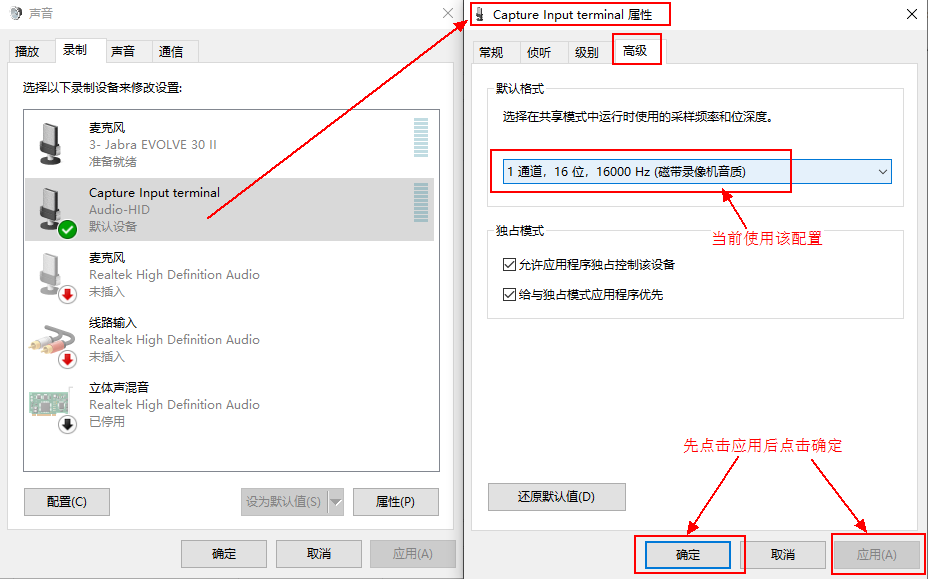 声音
播放
录制
声音
通信
选择以下录制设备来修改设置:
麦克风
3- Jabra EVOLVE 30 II
准备就绪
Capture Input terminal
Audio-HID
默认设备
麦克风
Realtek High Definition Audio
未插入
线路输入
Realtek High Definition Audio
未插入
立体声混音
Realtek High Definition Audio
已停用
配置(C)
设为默认值(S)
属性(P)
确定
取消
应用(A)
Capture Input terminal 属性
常规
侦听
级别
高级
默认格式
选择在共享模式中运行时使用的采样频率和位深度。
1 通道，16 位，16000 Hz (磁带录像机音质)
当前使用该配置
独占模式
允许应用程序独占控制该设备
给与独占模式应用程序优先
先点击应用后点击确定
还原默认值(D)
确定
取消
应用(A)